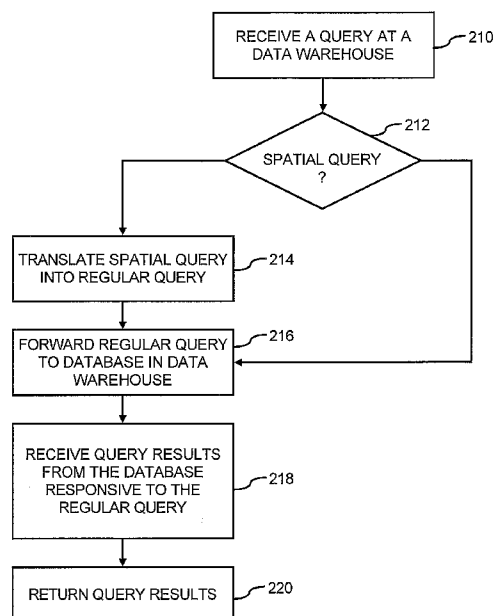 RECEIVE A QUERY AT A
DATA WAREHOUSE
210
212
SPATIAL QUERY
?
TRANSLATE SPATIAL QUERY
INTO REGULAR QUERY
214
FORWARD REGULAR QUERY
TO DATABASE IN DATA
WAREHOUSE
216
RECEIVE QUERY RESULTS
FROM THE DATABASE
RESPONSIVE TO THE
REGULAR QUERY
218
RETURN QUERY RESULTS
220